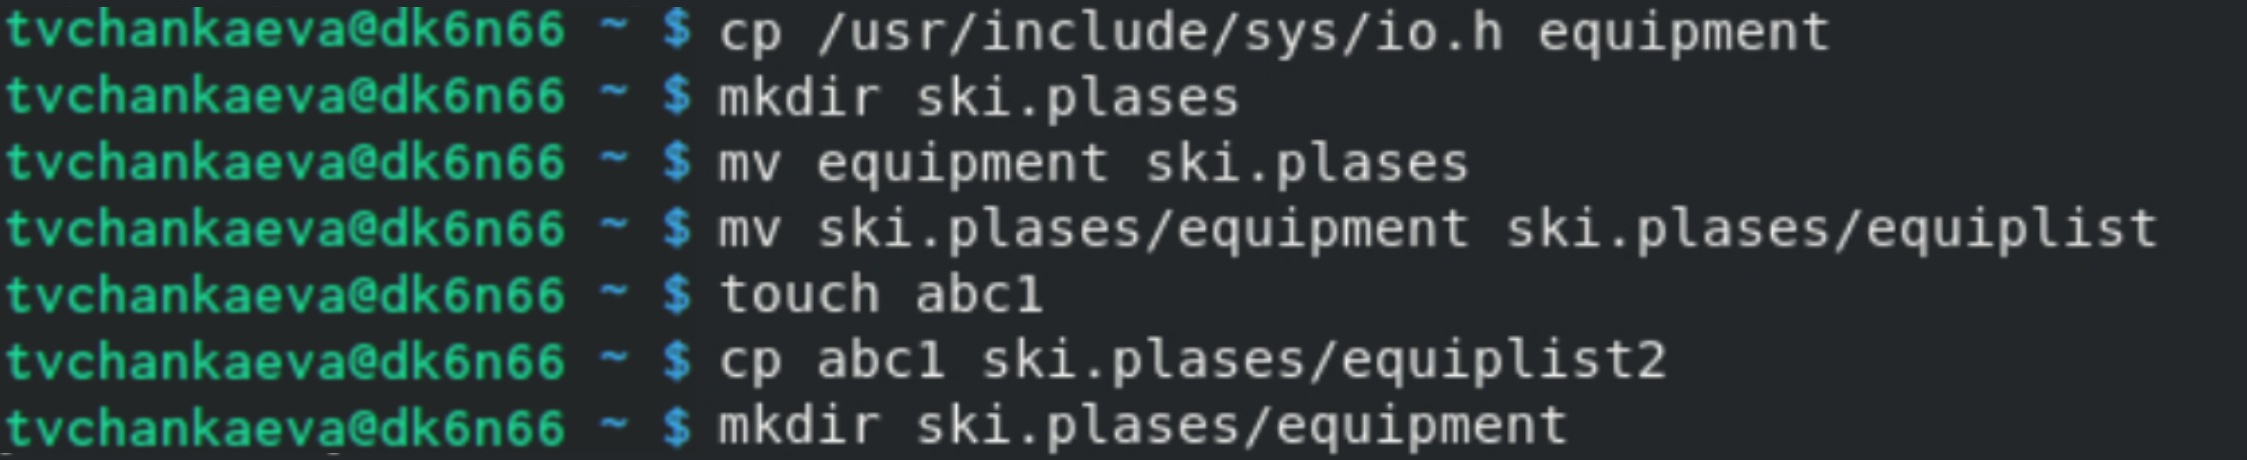 tvchankaeva@dk6n66 ~ $ cp /usr/include/sys/io.h equipment
tvchankaeva@dk6n66 ~ $ mkdir ski.plases
tvchankaeva@dk6n66 ~ $ mv equipment ski.plases
tvchankaeva@dk6n66 ~ $ mv ski.plases/equipment ski.plases/equiplist
tvchankaeva@dk6n66 ~ $ touch abc1
tvchankaeva@dk6n66 ~ $ cp abc1 ski.plases/equiplist2
tvchankaeva@dk6n66 ~ $ mkdir ski.plases/equipment